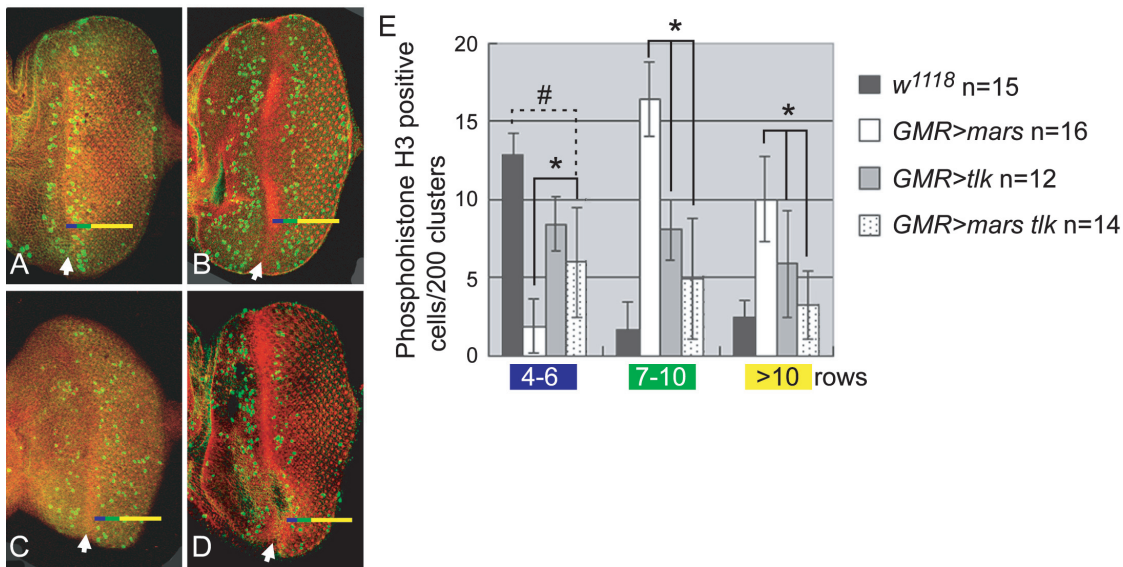 A
B
C
D
E
Phosphohistone H3 positive
cells/200 clusters
20
15
10
5
0
#
*
*
*
4-6
7-10
>10 rows
w1118 n=15
GMR>mars n=16
GMR>tlk n=12
GMR>mars tlk n=14